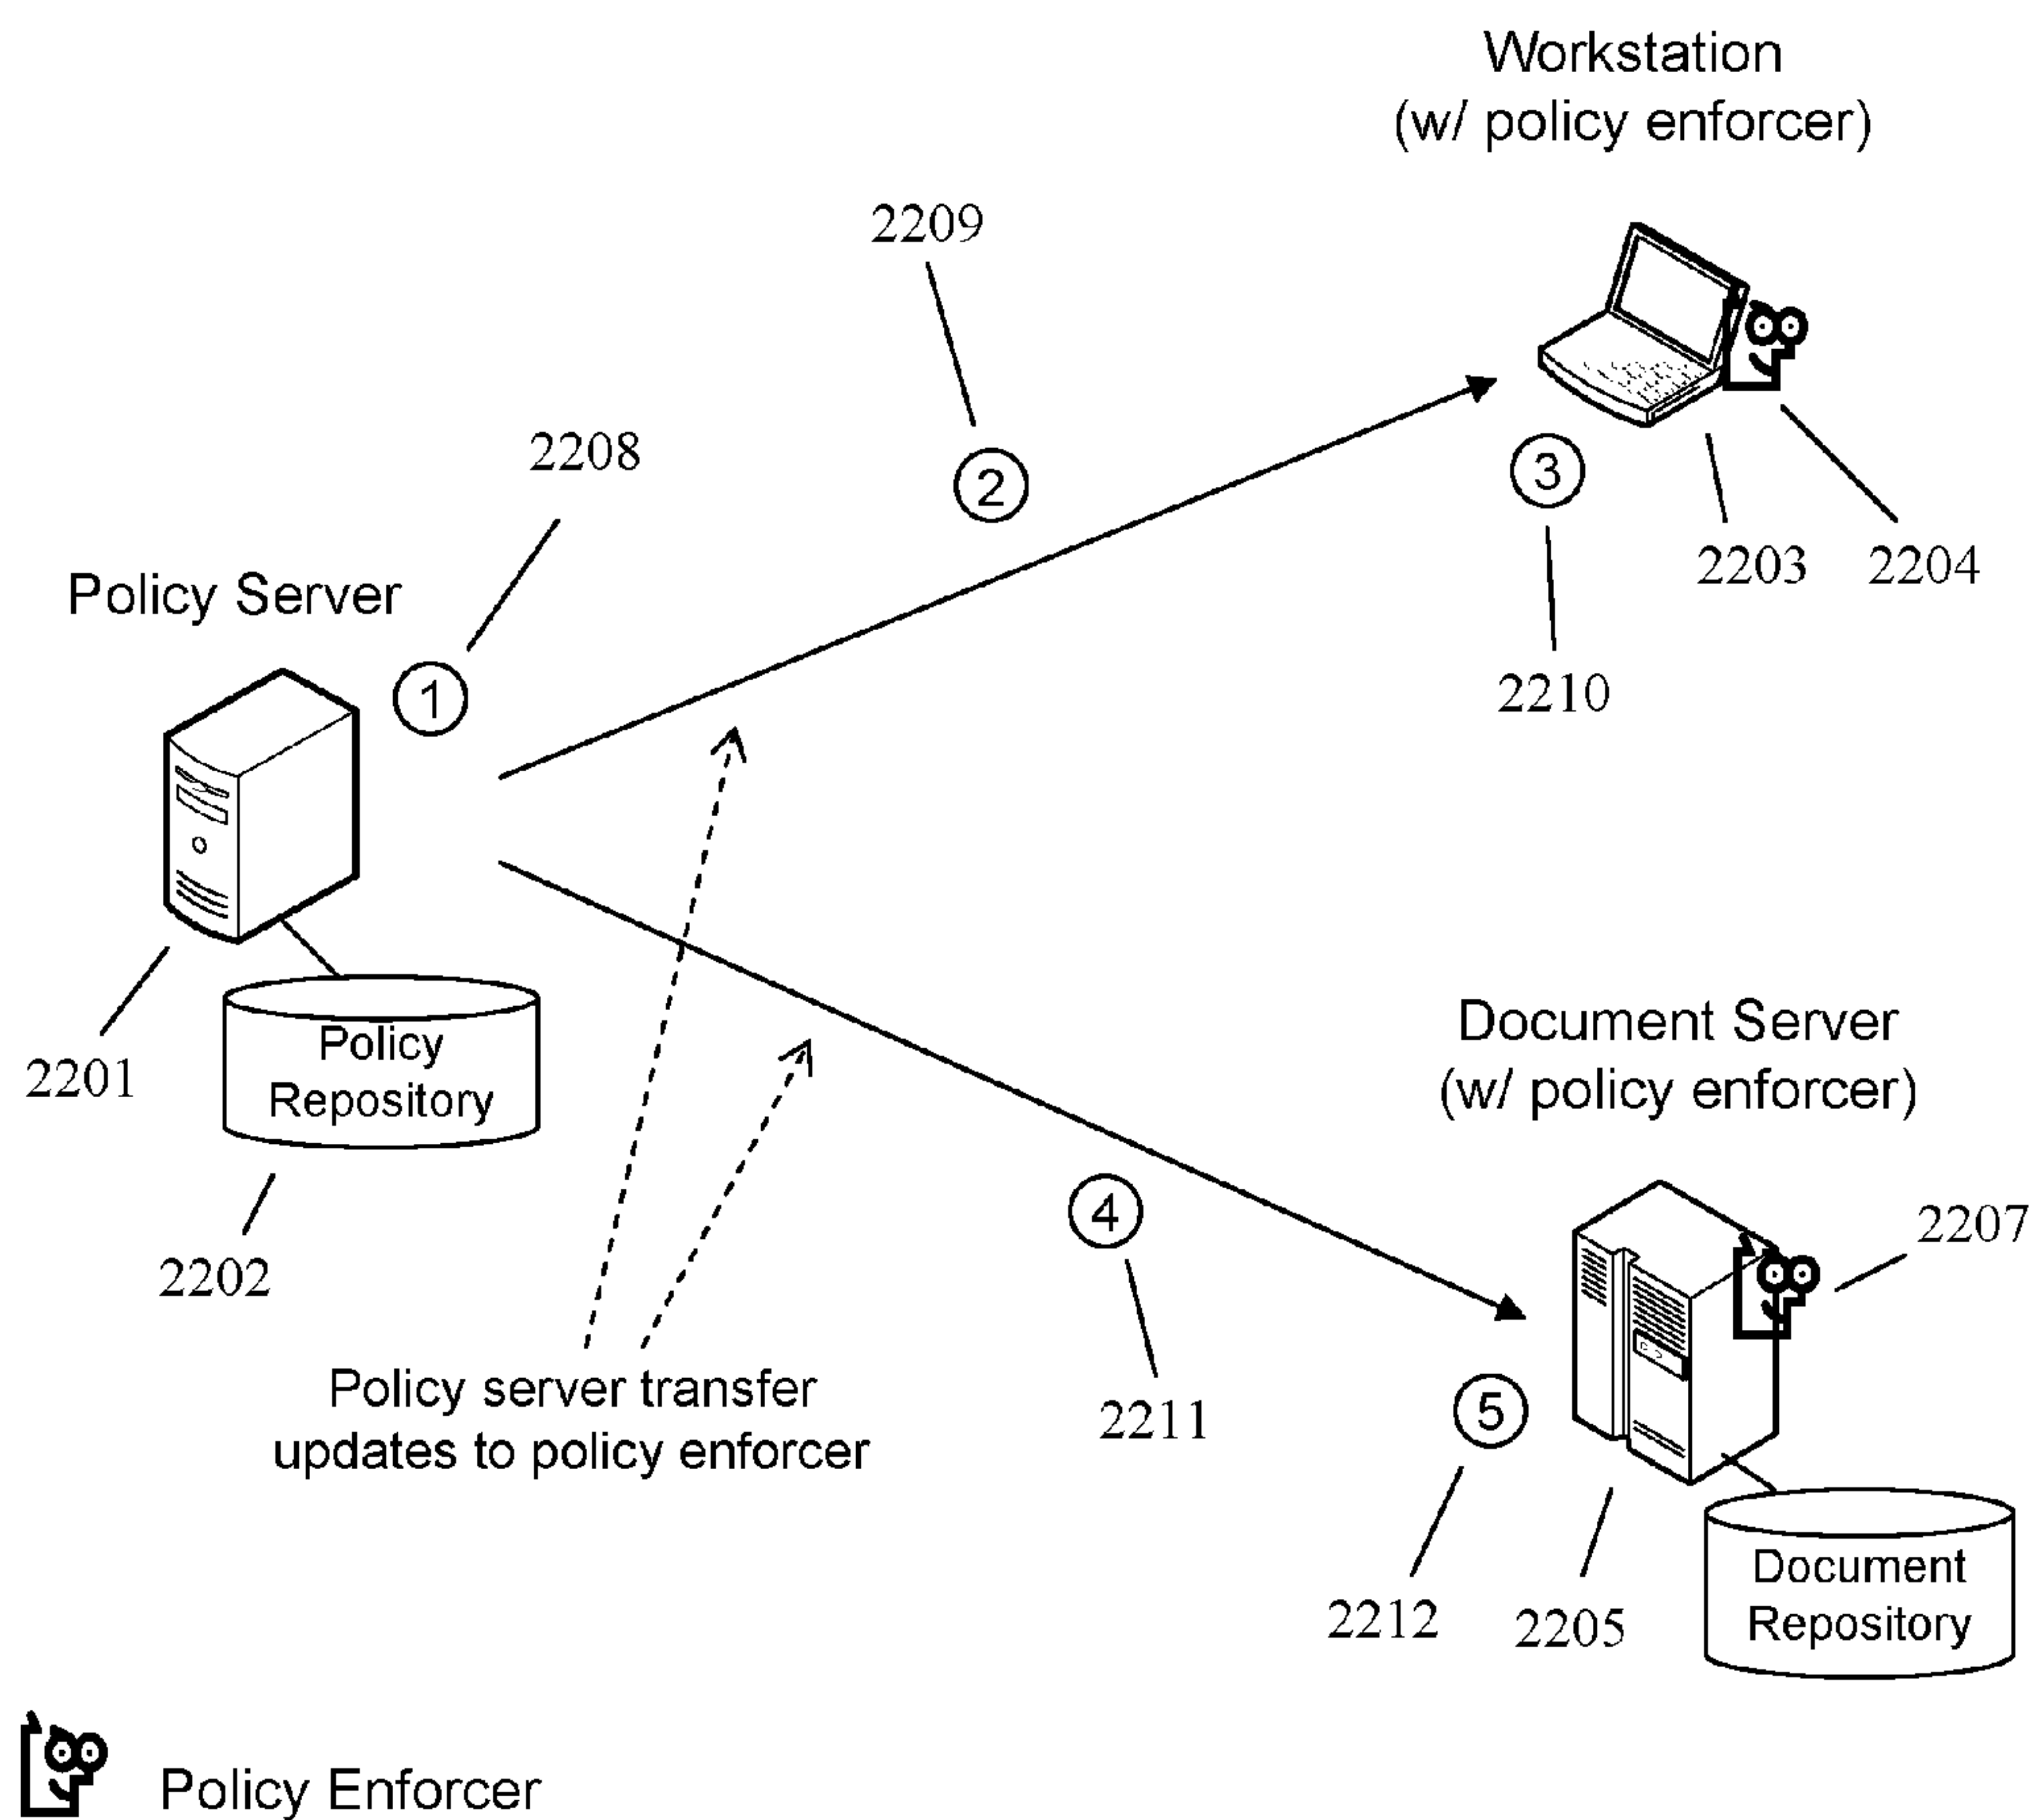 Workstation
(w/ policy enforcer)
2209
2208
2
3
2203
2204
Policy Server
2210
1
2201
Policy
Repository
2202
Document Server
(w/ policy enforcer)
4
2207
Policy server transfer
updates to policy enforcer
2211
5
2212
2205
Document
Repository
Policy Enforcer